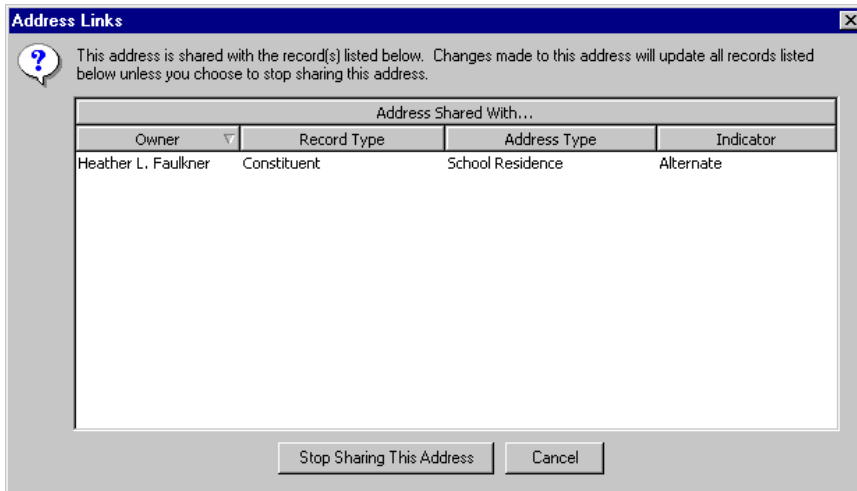 Address Links
This address is shared with the record(s) listed below.  Changes made to this address will update all records listed
below unless you choose to stop sharing this address.
Address Shared With...
Owner Record Type Address Type Indicator
Heather L. Faulkner Constituent School Residence Alternate
Stop Sharing This Address Cancel